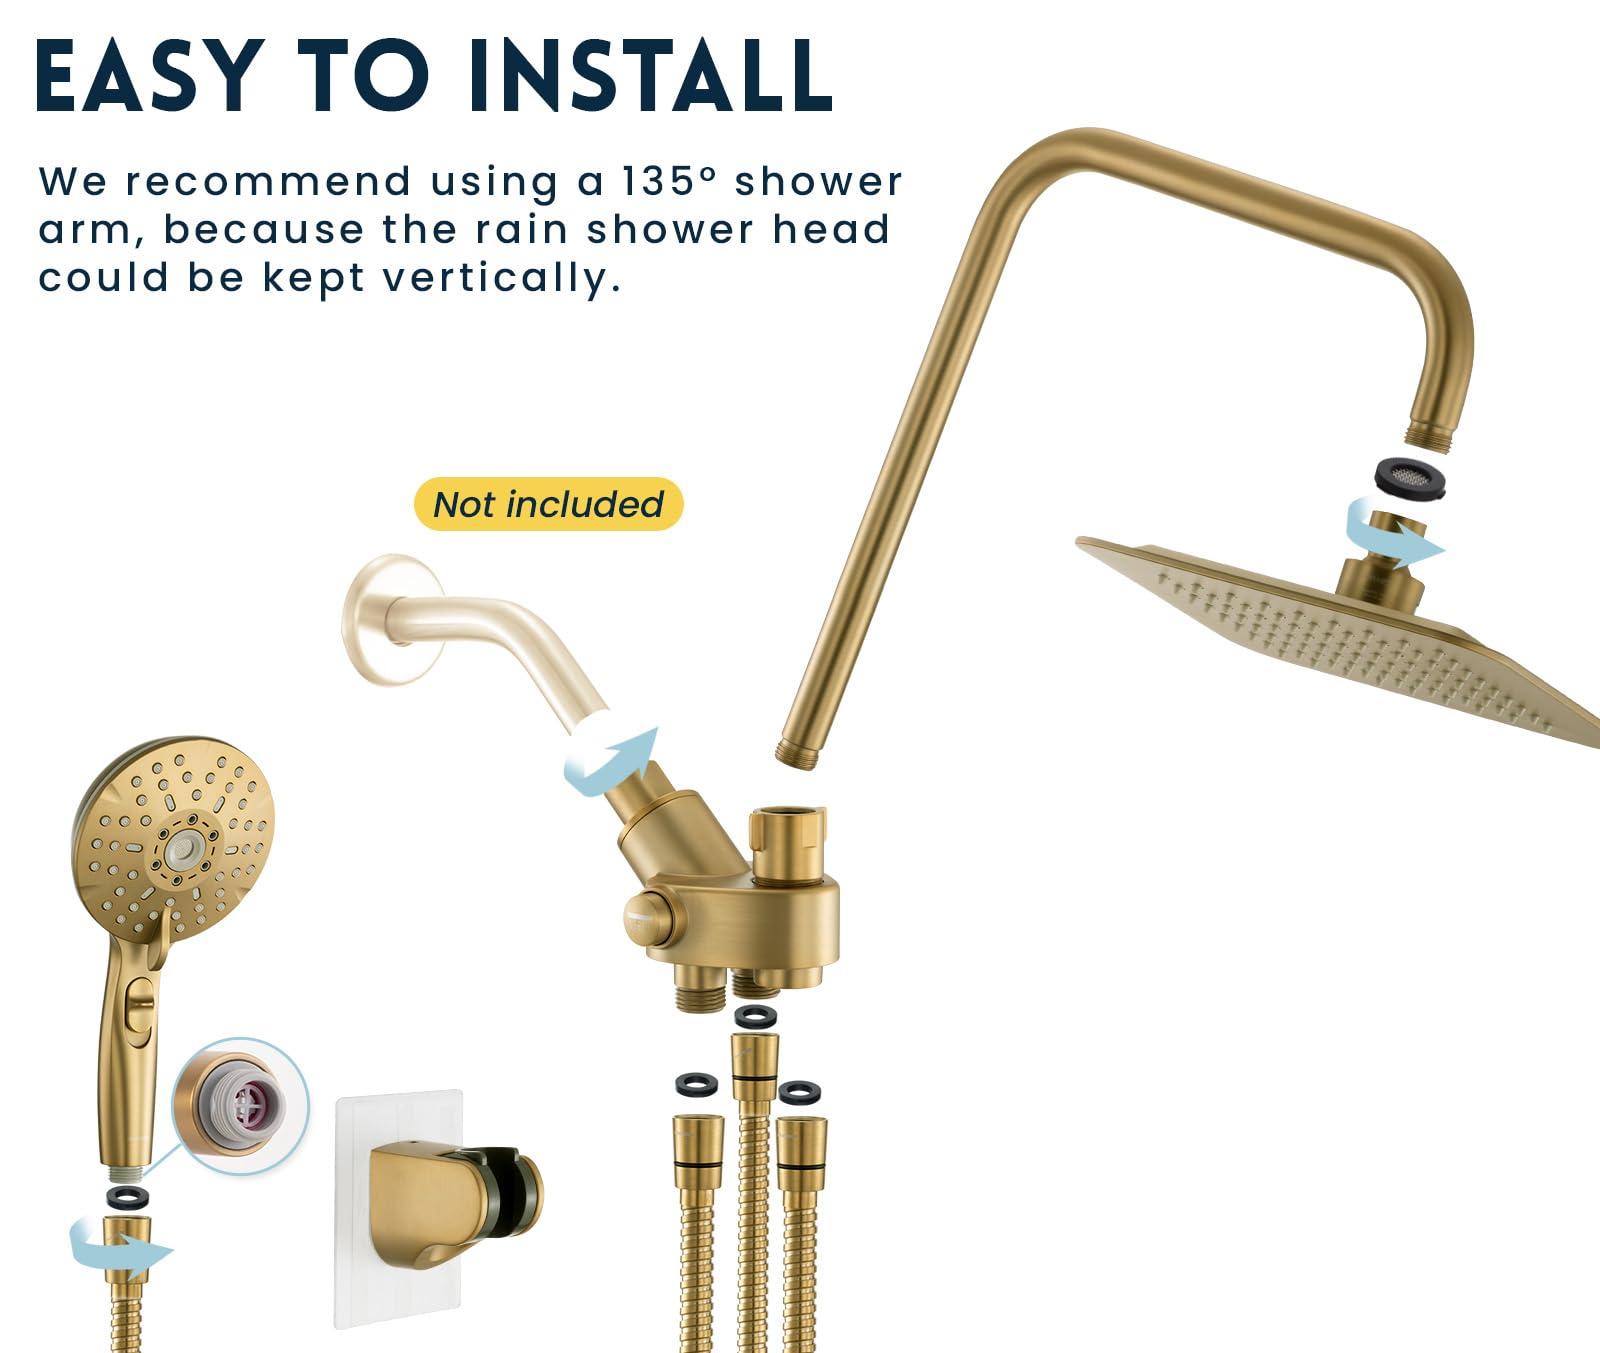 EASY TO INSTALL
We recommend using a 135° shower
arm, because the rain shower head
could be kept vertically.
Not included